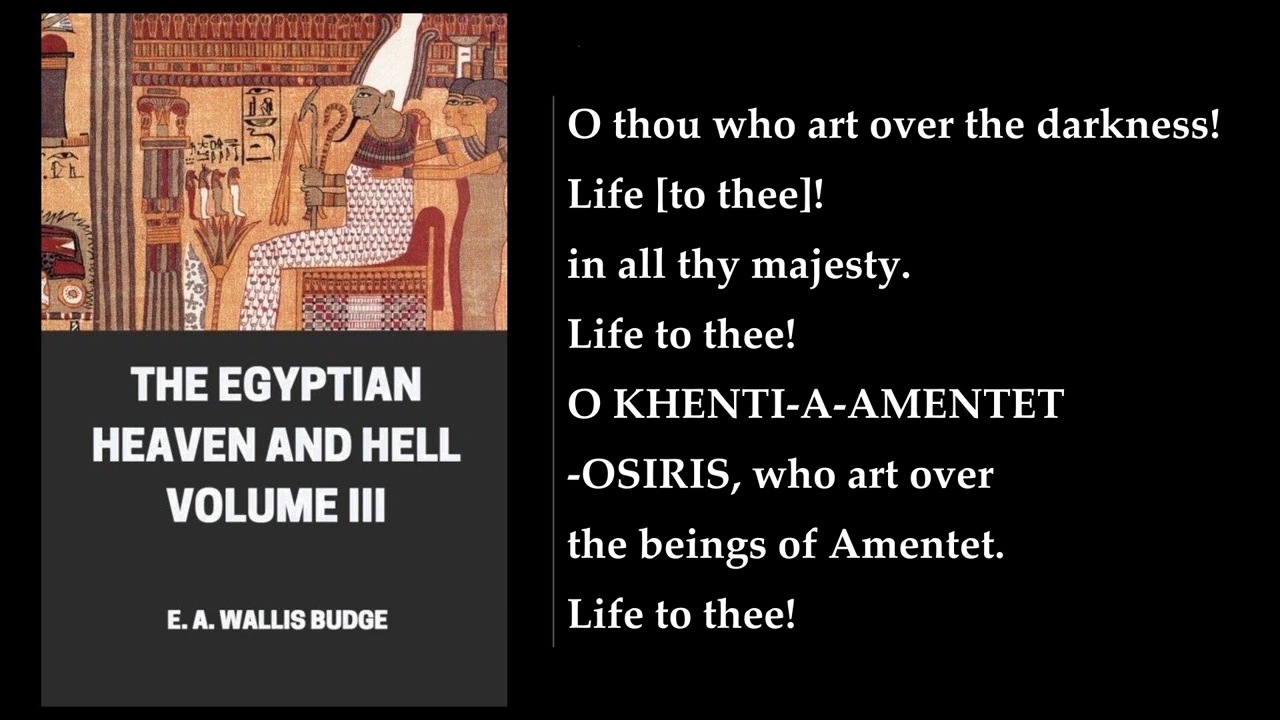 THE EGYPTIAN
HEAVEN AND HELL
VOLUME III
E. A. WALLIS BUDGE
O thou who art over the darkness!
Life [to thee]!
in all thy majesty.
Life to thee!
O KHENTI-A-AMENTET
-OSIRIS, who art over
the beings of Amentet.
Life to thee!